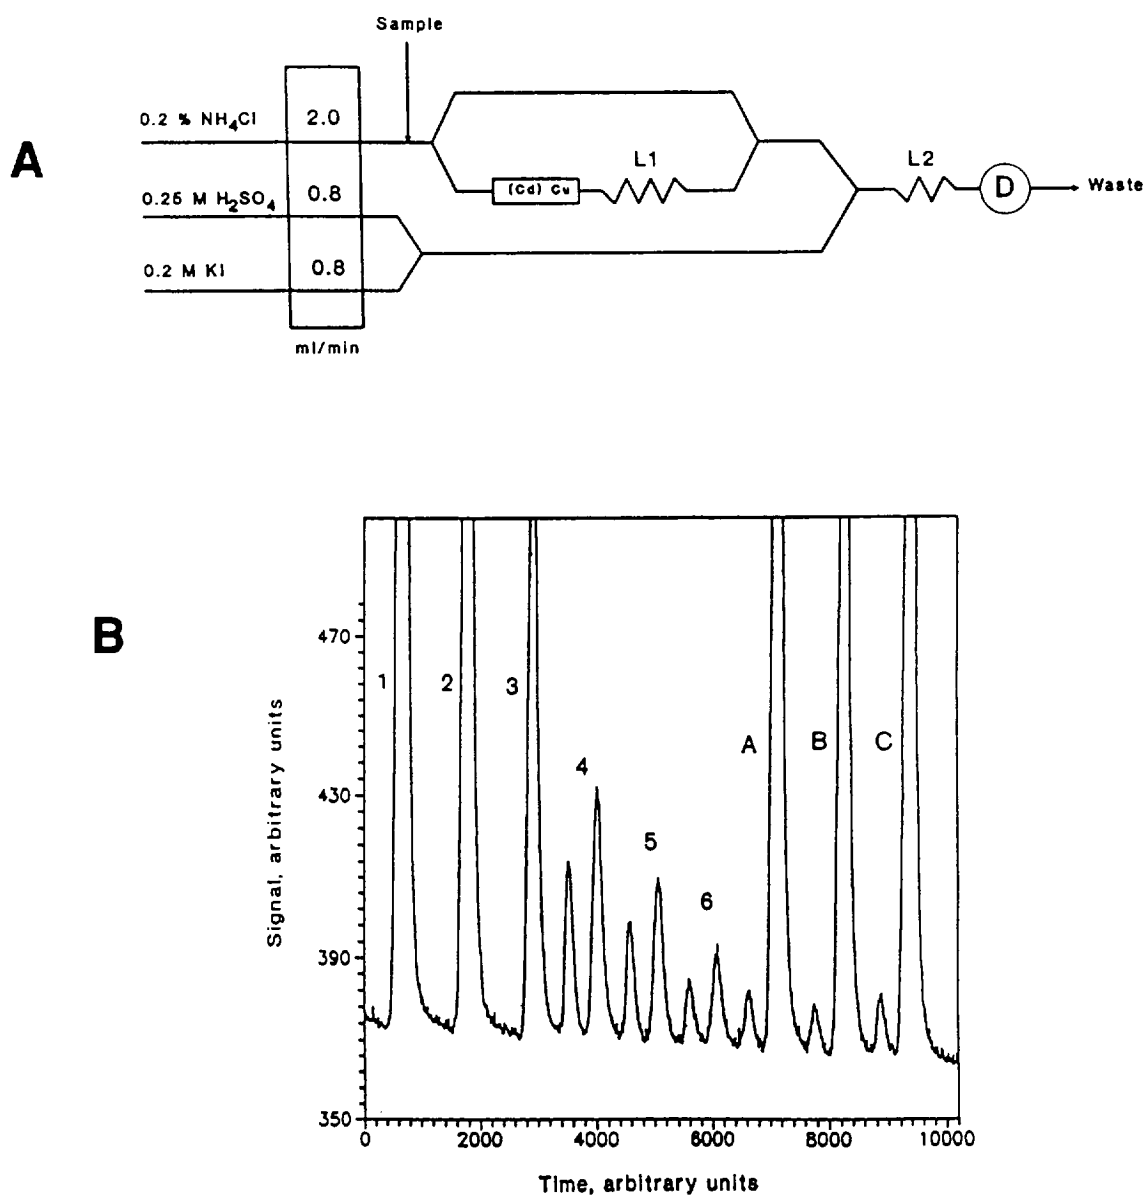 A
Sample
0.2 % NH4Cl 2.0
L1
L2
(Cd) Cu
D
Waste
0.25 M H2SO4 0.8
0.2 M KI 0.8
ml/min
B
470
430
390
350
Signal, arbitrary units
1
2
3
4
5
6
A
B
C
0 2000 4000 6000 8000 10000
Time, arbitrary units